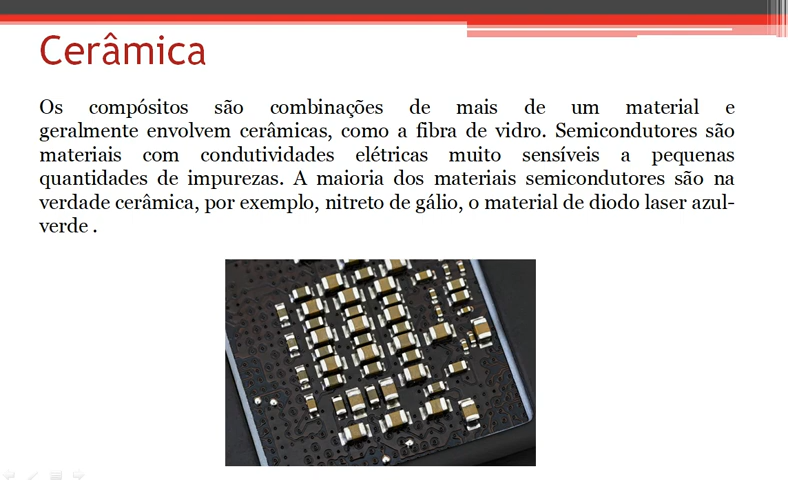 Cerâmica
Os compósitos são combinações de mais de um material e
geralmente envolvem cerâmicas, como a fibra de vidro. Semicondutores são
materiais com condutividades elétricas muito sensíveis a pequenas
quantidades de impurezas. A maioria dos materiais semicondutores são na
verdade cerâmica, por exemplo, nitreto de gálio, o material de diodo laser azul-
verde .